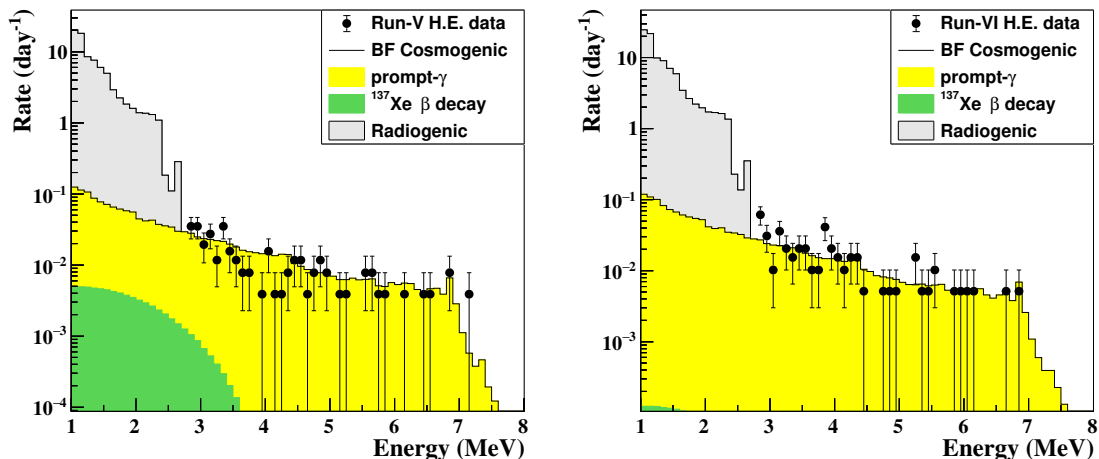 Rate (day⁻¹)
10
1
10⁻¹
10⁻²
10⁻³
10⁻⁴
1 2 3 4 5 6 7 8
Energy (MeV)
Run-V H.E. data
BF Cosmogenic
prompt-γ
¹³⁷Xe β decay
Radiogenic
Rate (day⁻¹)
10
1
10⁻¹
10⁻²
10⁻³
1 2 3 4 5 6 7 8
Energy (MeV)
Run-VI H.E. data
BF Cosmogenic
prompt-γ
¹³⁷Xe β decay
Radiogenic